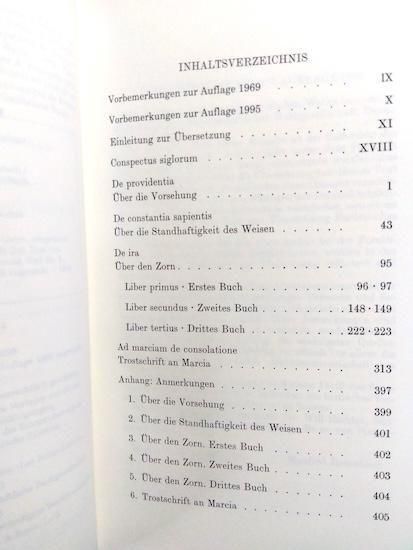 INHALTSVERZEICHNIS
Vorbemerkungen zur Auflage 1969 . . . . . . . IX
Vorbemerkungen zur Auflage 1995 . . . . . . . X
Einleitung zur Übersetzung . . . . . . . . . XI
Conspectus siglorum . . . . . . . . . . . XVIII
De providentia
Über die Vorsehung . . . . . . . . . . . . 1
De constantia sapientis
Über die Standhaftigkeit des Weisen . . . . . . 43
De ira
Über den Zorn . . . . . . . . . . . . . . 95
Liber primus · Erstes Buch . . . . . . . . 96 · 97
Liber secundus · Zweites Buch . . . . . . 148 · 149
Liber tertius · Drittes Buch . . . . . . . 222 · 223
Ad marciam de consolatione
Trostschrift an Marcia . . . . . . . . . . . 313
Anhang: Anmerkungen . . . . . . . . . . . 397
1. Über die Vorsehung . . . . . . . . . . 399
2. Über die Standhaftigkeit des Weisen . . . . . 401
3. Über den Zorn. Erstes Buch . . . . . . . 402
4. Über den Zorn. Zweites Buch . . . . . . . 403
5. Über den Zorn. Drittes Buch . . . . . . . 404
6. Trostschrift an Marcia . . . . . . . . . 405